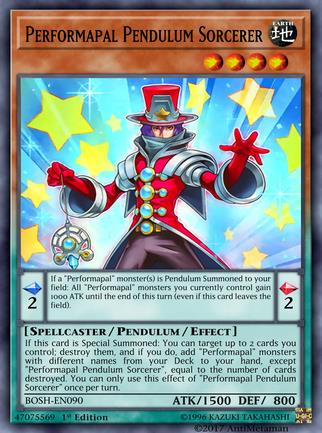 PERFORMAPAL PENDULUM SORCERER
EARTH
地
If a "Performapal" monster(s) is Pendulum Summoned to your
field: All "Performapal" monsters you currently control gain
1000 ATK until the end of this turn (even if this card leaves the
field).
2
2
[SPELLCASTER / PENDULUM / EFFECT]
If this card is Special Summoned: You can target up to 2 cards you
control; destroy them, and if you do, add "Performapal" monsters
with different names from your Deck to your hand, except
"Performapal Pendulum Sorcerer", equal to the number of cards
destroyed. You can only use this effect of "Performapal Pendulum
Sorcerer" once per turn.
BOSH-EN090
ATK/1500 DEF/ 800
47075569 1st Edition
©1996 KAZUKI TAKAHASHI
©2017 AntiMetaman